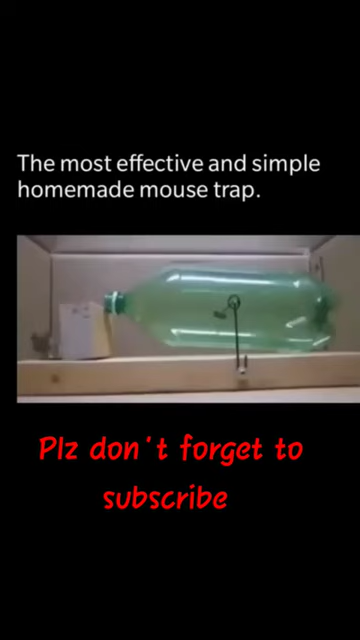 The most effective and simple
homemade mouse trap.
Plz don't forget to
subscribe